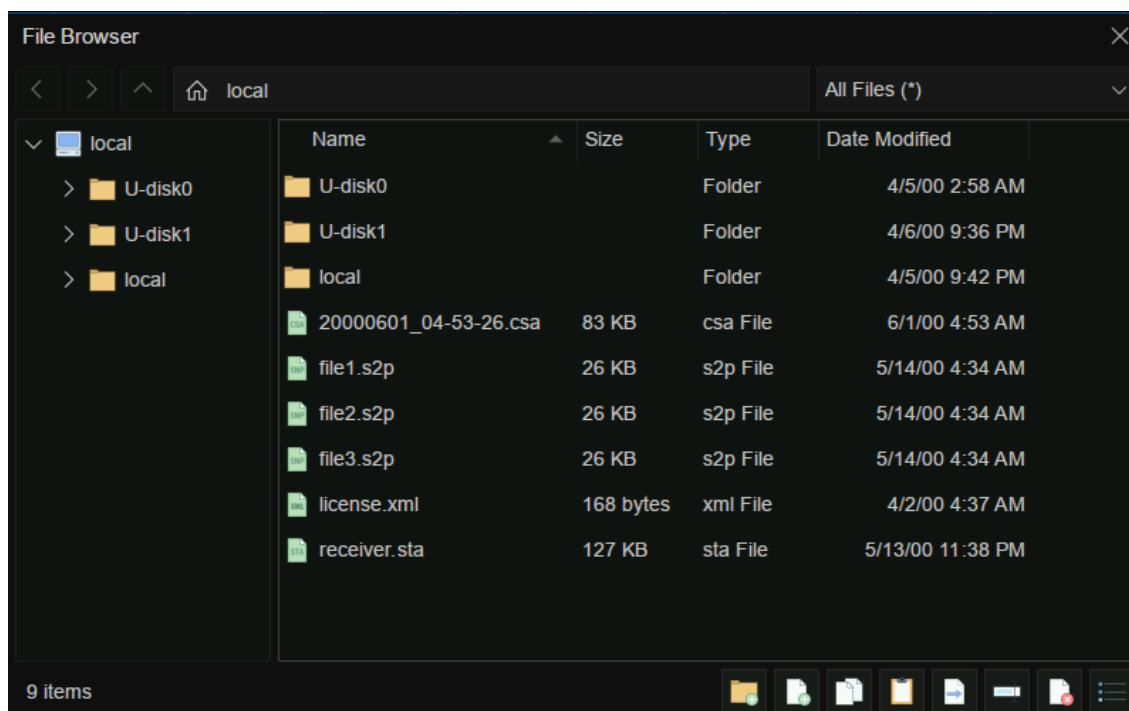 File Browser
local All Files (*)
local
U-disk0
U-disk1
local
Name Size Type Date Modified
U-disk0 Folder 4/5/00 2:58 AM
U-disk1 Folder 4/6/00 9:36 PM
local Folder 4/5/00 9:42 PM
CSA 20000601_04-53-26.csa 83 KB csa File 6/1/00 4:53 AM
SNP file1.s2p 26 KB s2p File 5/14/00 4:34 AM
SNP file2.s2p 26 KB s2p File 5/14/00 4:34 AM
SNP file3.s2p 26 KB s2p File 5/14/00 4:34 AM
XML license.xml 168 bytes xml File 4/2/00 4:37 AM
STA receiver.sta 127 KB sta File 5/13/00 11:38 PM
9 items